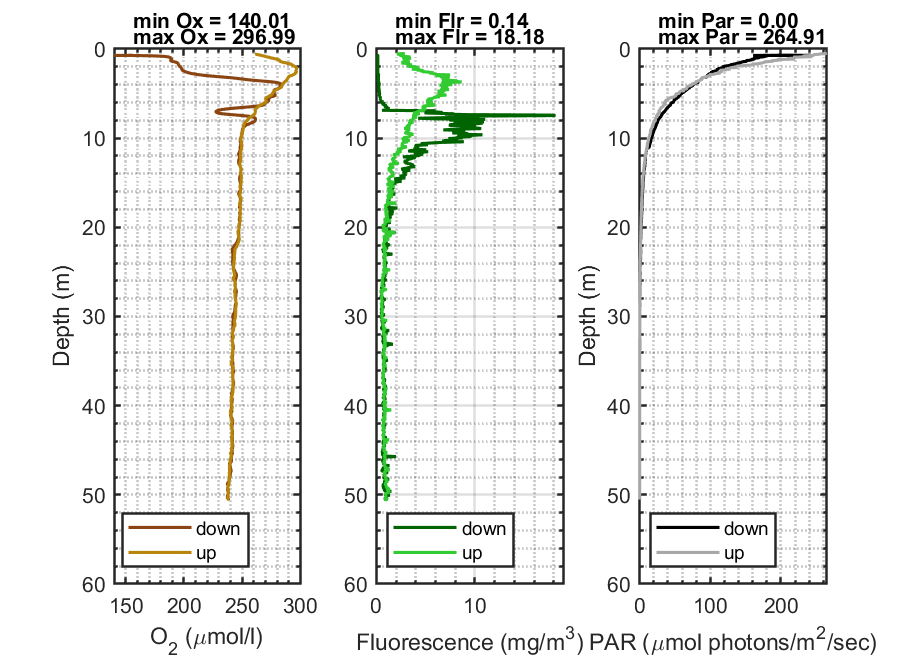 min Ox = 140.01
max Ox = 296.99
min Flr = 0.14
max Flr = 18.18
min Par = 0.00
max Par = 264.91
0
10
20
30
40
50
60
Depth (m)
down
up
150 200 250 300
O2 (μmol/l)
0
10
20
30
40
50
60
down
up
0 10
Fluorescence (mg/m3)
0
10
20
30
40
50
60
Depth (m)
down
up
0 100 200
PAR (μmol photons/m2/sec)